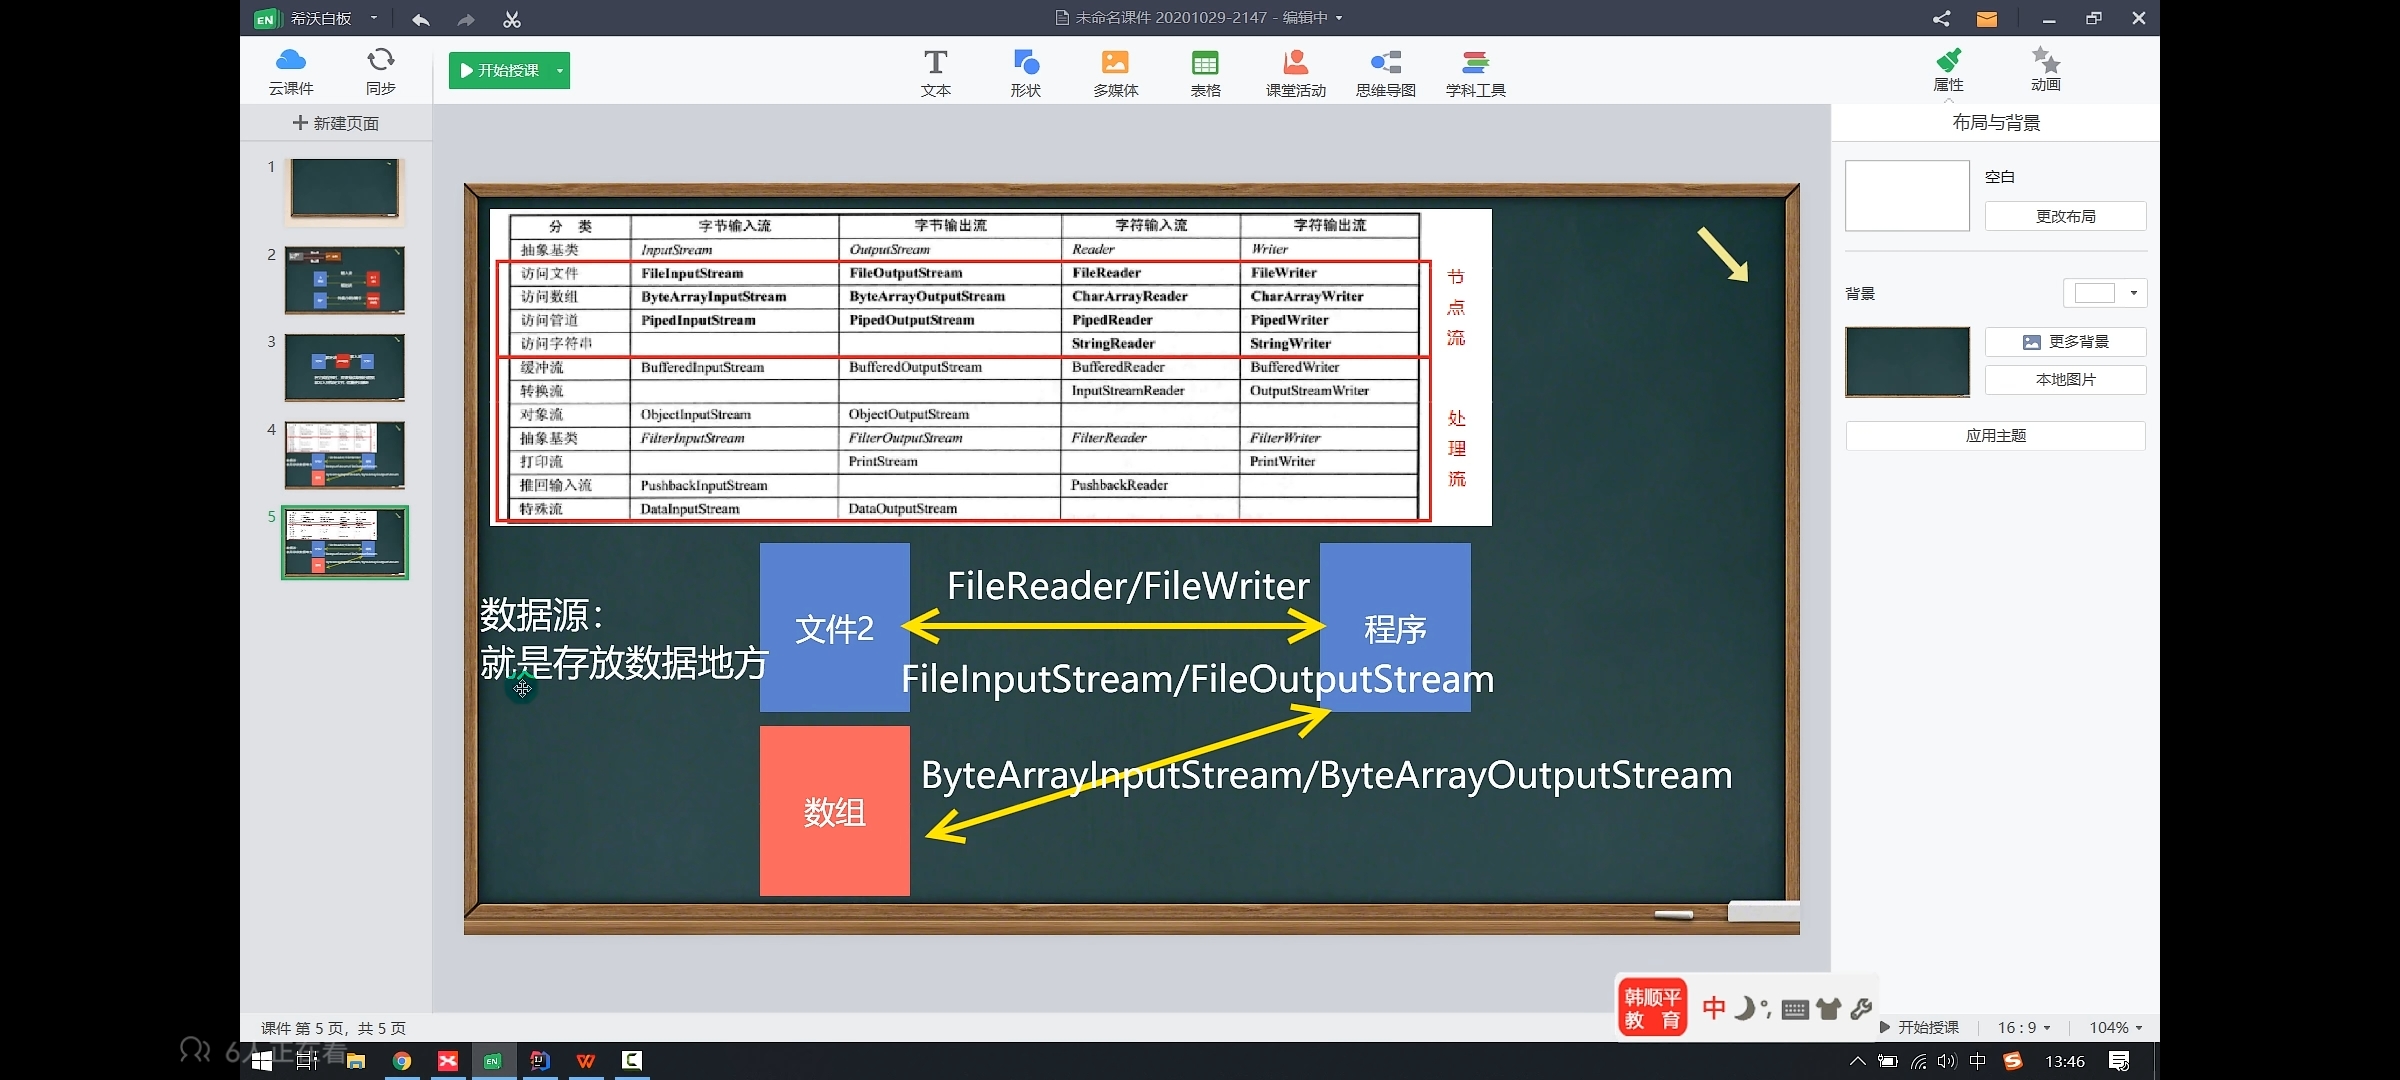 EN 希沃白板
未命名课件 20201029-2147 - 编辑中
云课件
同步
开始授课
文本
形状
多媒体
表格
课堂活动
思维导图
学科工具
属性
动画
新建页面
1
2
3
4
5
分 类 字节输入流 字节输出流 字符输入流 字符输出流
抽象基类 InputStream OutputStream Reader Writer
访问文件 FileInputStream FileOutputStream FileReader FileWriter
访问数组 ByteArrayInputStream ByteArrayOutputStream CharArrayReader CharArrayWriter
访问管道 PipedInputStream PipedOutputStream PipedReader PipedWriter
访问字符串 StringReader StringWriter
缓冲流 BufferedInputStream BufferedOutputStream BufferedReader BufferedWriter
转换流 InputStreamReader OutputStreamWriter
对象流 ObjectInputStream ObjectOutputStream
抽象基类 FilterInputStream FilterOutputStream FilterReader FilterWriter
打印流 PrintStream PrintWriter
推回输入流 PushbackInputStream PushbackReader
特殊流 DataInputStream DataOutputStream
节
点
流
处
理
流
数据源：
就是存放数据地方
文件2
FileReader/FileWriter
程序
FileInputStream/FileOutputStream
数组
ByteArrayInputStream/ByteArrayOutputStream
布局与背景
空白
更改布局
背景
更多背景
本地图片
应用主题
韩顺平
教 育
中
课件 第 5 页，共 5 页
开始授课
16 : 9
104%
6人正在看
EN
中
13:46